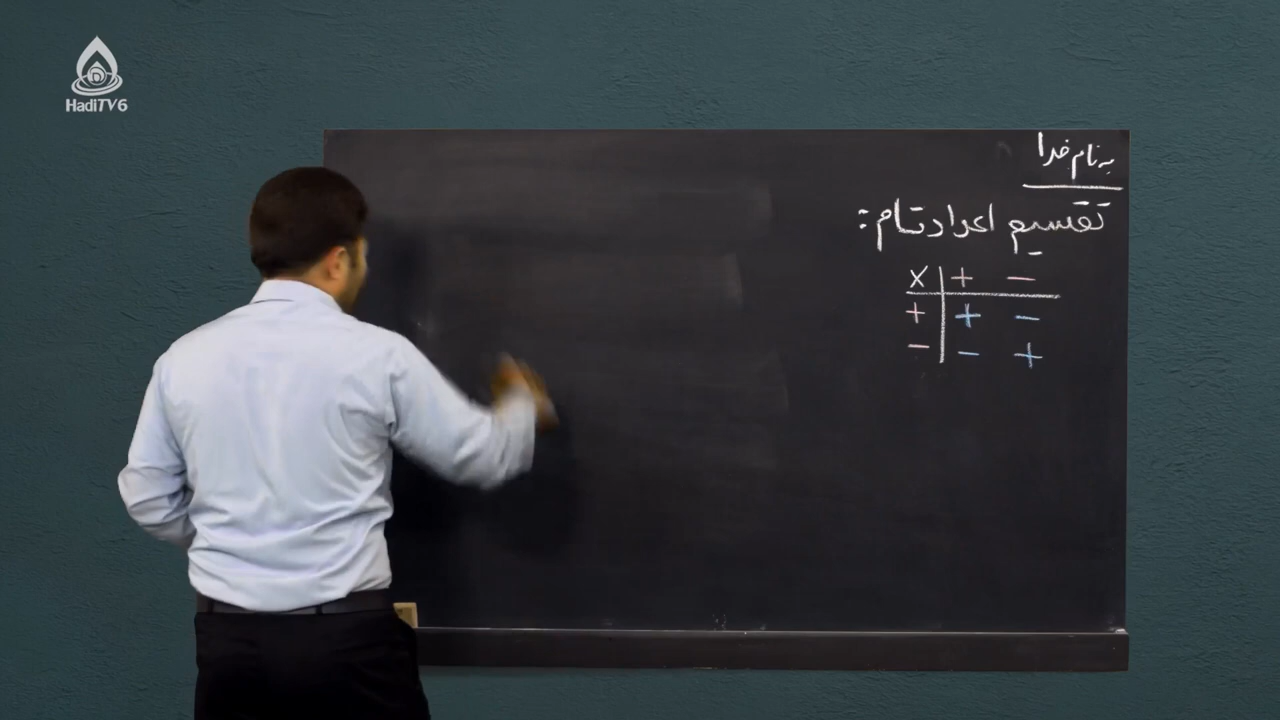 HadiTV6
به نام خدا
تقسیم اعداد تام:
× + −
+ + −
− − +